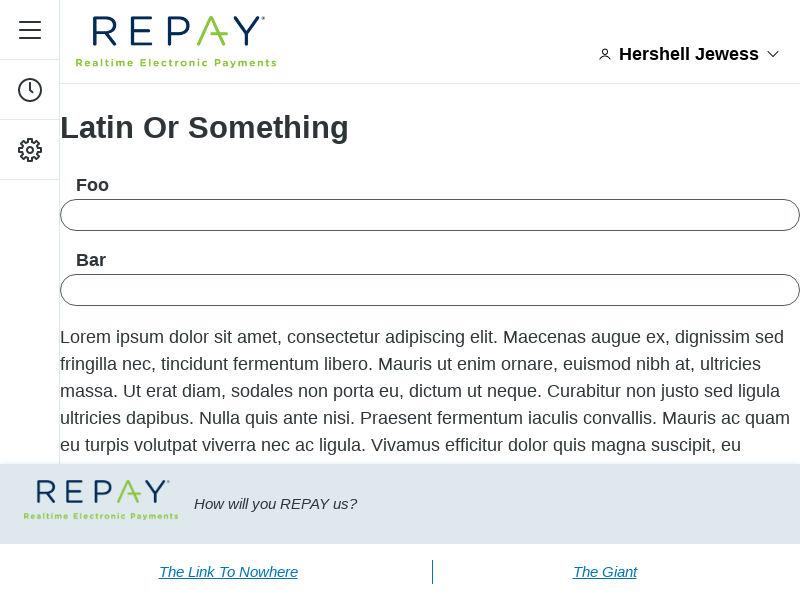 REPAY®
Realtime Electronic Payments
Hershell Jewess
Latin Or Something
Foo
Bar
Lorem ipsum dolor sit amet, consectetur adipiscing elit. Maecenas augue ex, dignissim sed
fringilla nec, tincidunt fermentum libero. Mauris ut enim ornare, euismod nibh at, ultricies
massa. Ut erat diam, sodales non porta eu, dictum ut neque. Curabitur non justo sed ligula
ultricies dapibus. Nulla quis ante nisi. Praesent fermentum iaculis convallis. Mauris ac quam
eu turpis volutpat viverra nec ac ligula. Vivamus efficitur dolor quis magna suscipit, eu
REPAY®
Realtime Electronic Payments
How will you REPAY us?
The Link To Nowhere
The Giant